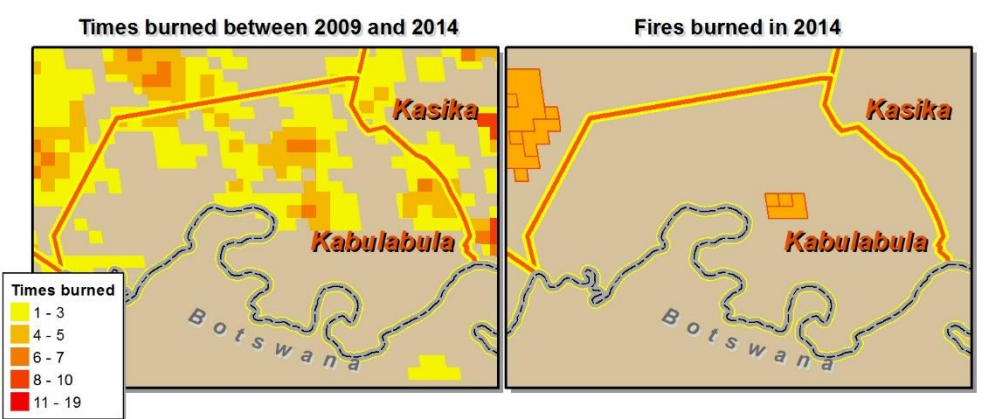 Times burned between 2009 and 2014
Fires burned in 2014
Kasika
Kabulabula
Botswana
Kasika
Kabulabula
Botswana
Times burned
1 - 3
4 - 5
6 - 7
8 - 10
11 - 19